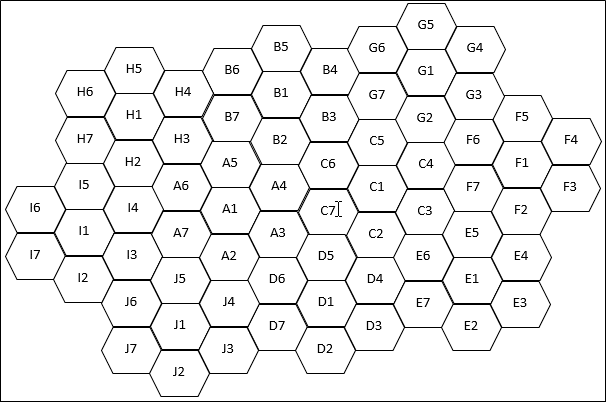 G5
B5 G6 G4
H5 B6 B4 G1
H6 H4 B1 G7 G3
H1 B7 B3 G2 F5
H7 H3 B2 C5 F6 F4
H2 A5 C6 C4 F1
I5 A6 A4 C1 F7 F3
I6 I4 A1 C7 C3 F2
I1 A7 A3 C2 E5
I7 I3 A2 D5 E6 E4
I2 J5 D6 D4 E1
J6 J4 D1 E7 E3
J1 D7 D3 E2
J7 J3 D2
J2